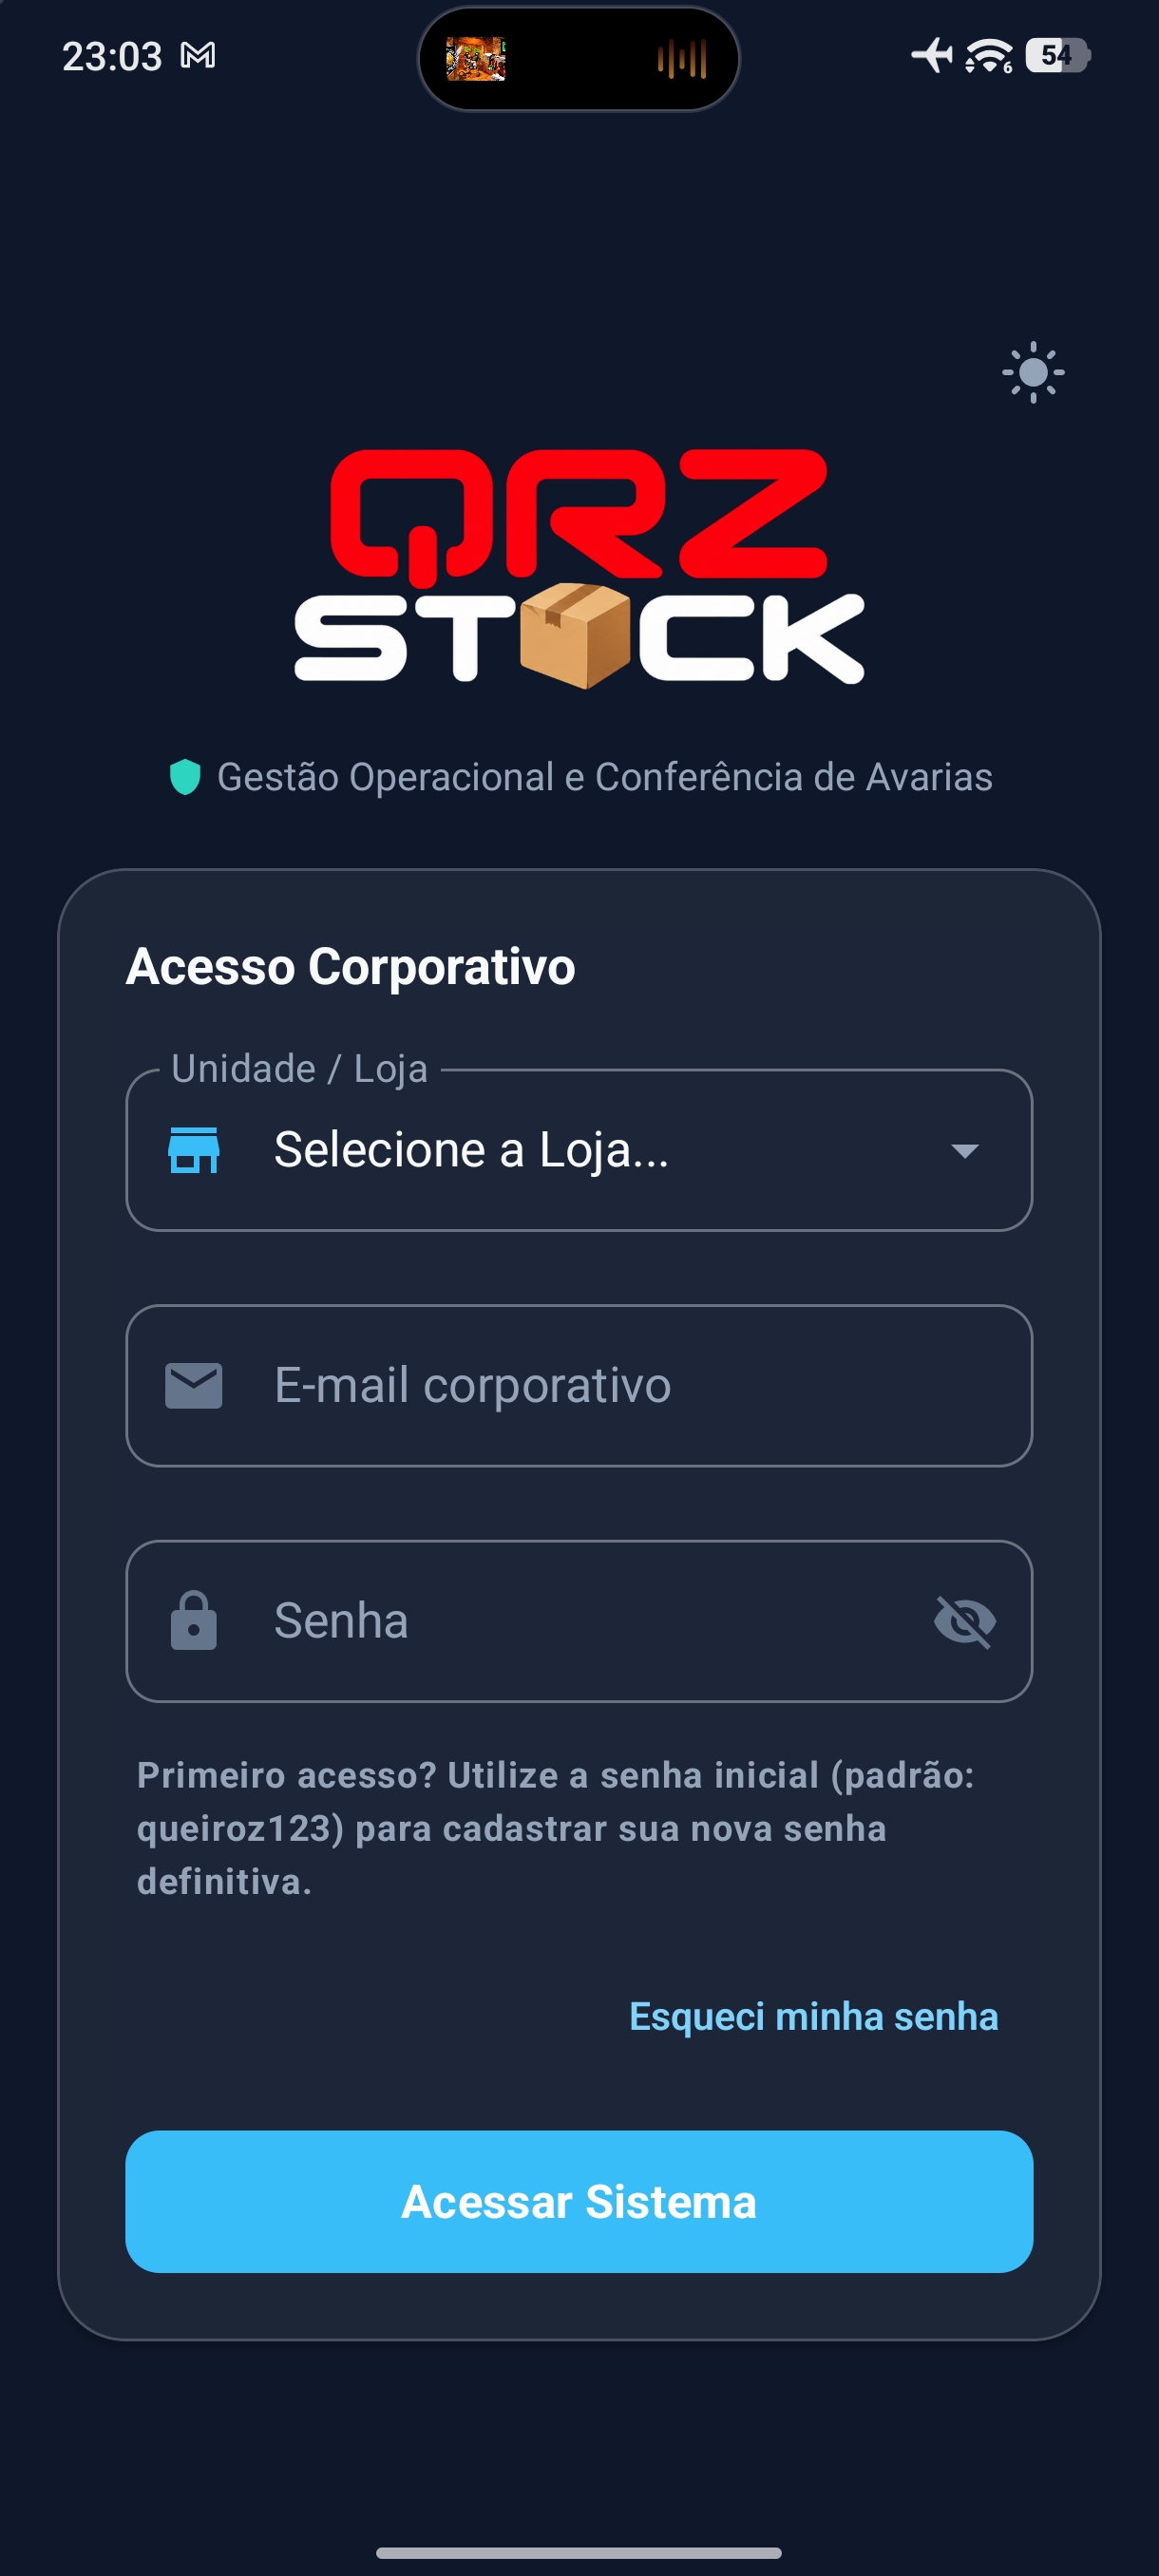 23:03
6
54
QRZ
STOCK
Gestão Operacional e Conferência de Avarias
Acesso Corporativo
Unidade / Loja
Selecione a Loja...
E-mail corporativo
Senha
Primeiro acesso? Utilize a senha inicial (padrão:
queiroz123) para cadastrar sua nova senha
definitiva.
Esqueci minha senha
Acessar Sistema